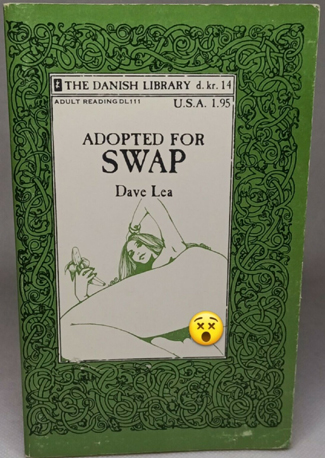 THE DANISH LIBRARY d. kr. 14
ADULT READING DL111 U.S.A. 1.95
ADOPTED FOR
SWAP
Dave Lea